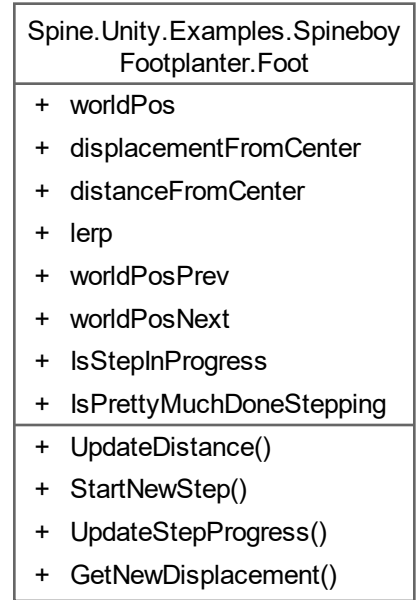 Spine.Unity.Examples.Spineboy
Footplanter.Foot
+ worldPos
+ displacementFromCenter
+ distanceFromCenter
+ lerp
+ worldPosPrev
+ worldPosNext
+ IsStepInProgress
+ IsPrettyMuchDoneStepping
+ UpdateDistance()
+ StartNewStep()
+ UpdateStepProgress()
+ GetNewDisplacement()